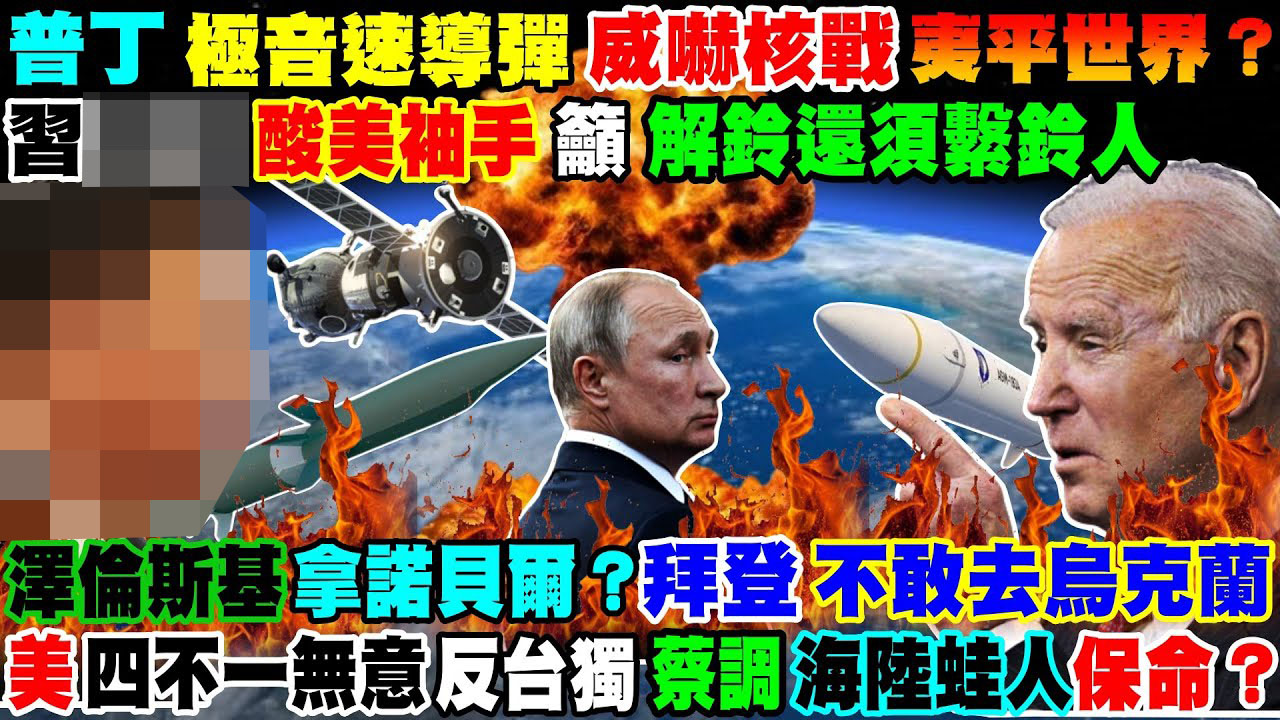 普丁 極音速導彈 威嚇核戰 夷平世界？
習 酸美袖手 籲 解鈴還須繫鈴人
AGM-183A
澤倫斯基 拿諾貝爾？拜登 不敢去烏克蘭
美四不一無意 反台獨 蔡調 海陸蛙人保命？